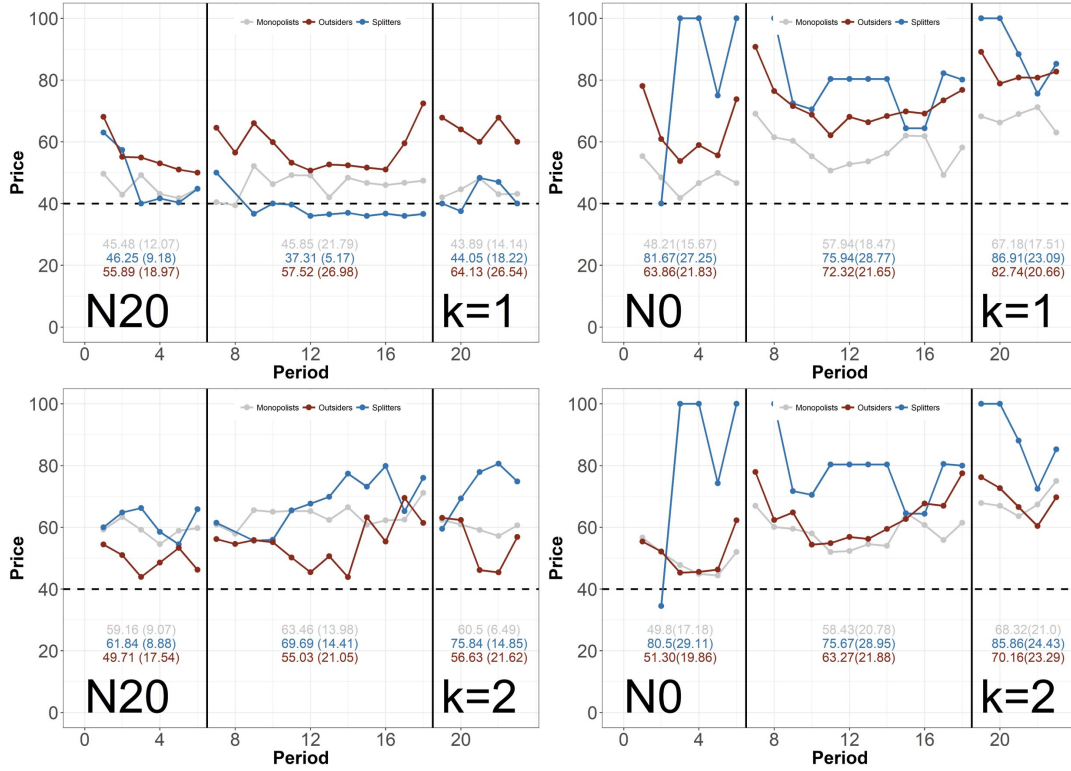 Monopolists Outsiders Splitters
100
80
60
40
20
0
Price
45.48 (12.07) 45.85 (21.79) 43.89 (14.14)
46.25 (9.18) 37.31 (5.17) 44.05 (18.22)
55.89 (18.97) 57.52 (26.98) 64.13 (26.54)
N20 k=1
0 4 8 12 16 20
Period
Monopolists Outsiders Splitters
100
80
60
40
20
0
Price
48.21(15.67) 57.94(18.47) 67.18(17.51)
81.67(27.25) 75.94(28.77) 86.91(23.09)
63.86(21.83) 72.32(21.65) 82.74(20.66)
N0 k=1
0 4 8 12 16 20
Period
Monopolists Outsiders Splitters
100
80
60
40
20
0
Price
59.16 (9.07) 63.46 (13.98) 60.5 (6.49)
61.84 (8.88) 69.69 (14.41) 75.84 (14.85)
49.71 (17.54) 55.03 (21.05) 56.63 (21.62)
N20 k=2
0 4 8 12 16 20
Period
Monopolists Outsiders Splitters
100
80
60
40
20
0
Price
49.8(17.18) 58.43(20.78) 68.32(21.0)
80.5(29.11) 75.67(28.95) 85.86(24.43)
51.30(19.86) 63.27(21.88) 70.16(23.29)
N0 k=2
0 4 8 12 16 20
Period